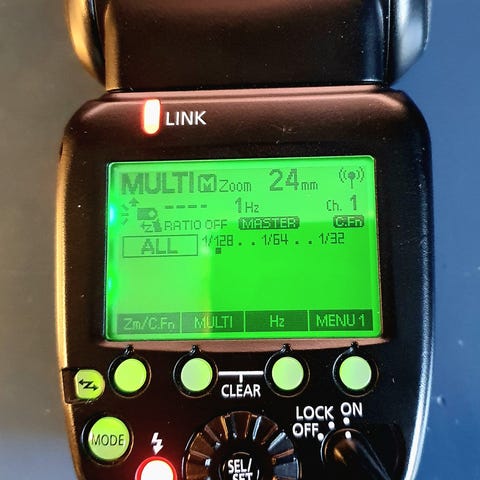 LINK
MULTI M Zoom 24mm
---- 1Hz Ch. 1
RATIO OFF MASTER C.Fn
ALL 1/128 . . 1/64 . . 1/32
Zm/C.Fn MULTI Hz MENU 1
CLEAR
MODE
LOCK ON
OFF
SEL/
SET